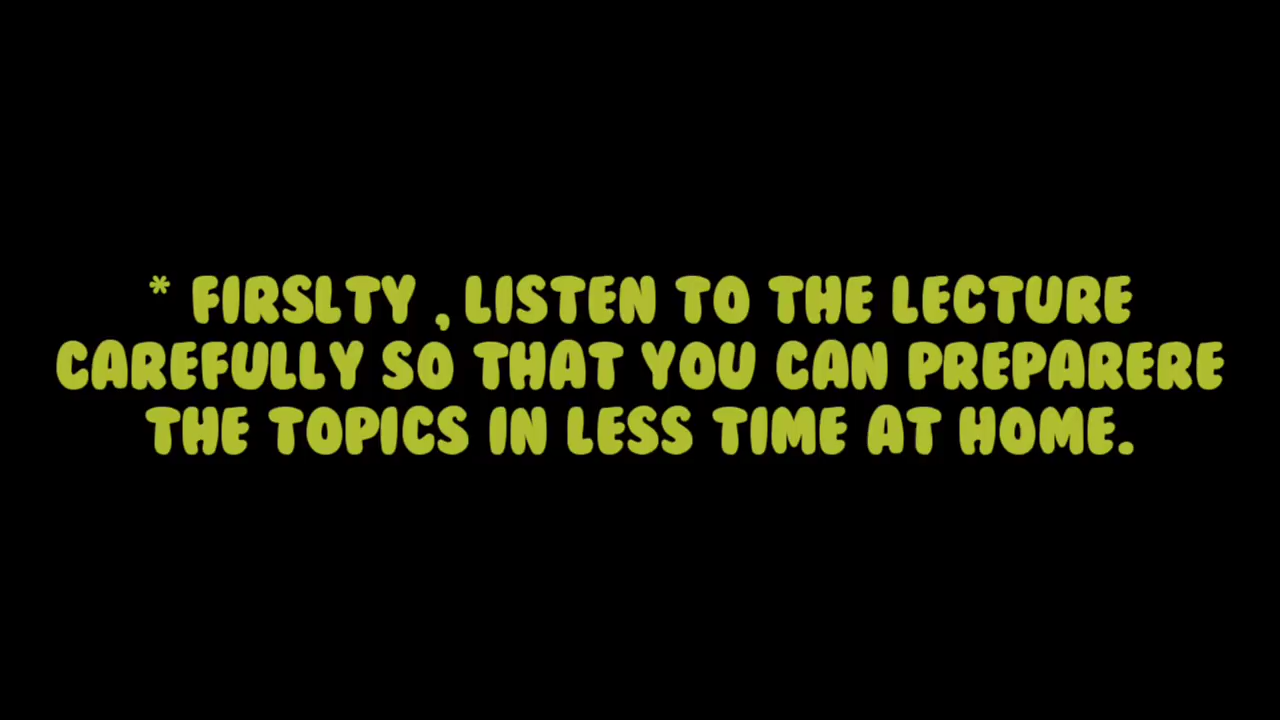 * FIRSLTY , LISTEN TO THE LECTURE
CAREFULLY SO THAT YOU CAN PREPARERE
THE TOPICS IN LESS TIME AT HOME.